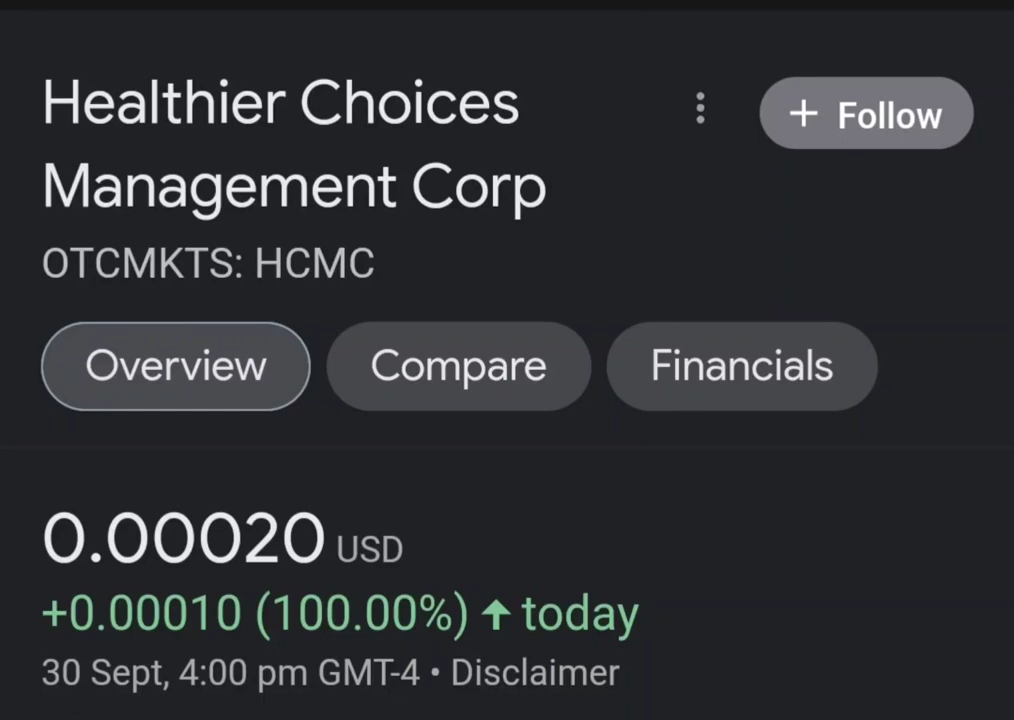 Healthier Choices
Management Corp
+ Follow
OTCMKTS: HCMC
Overview Compare Financials
0.00020 USD
+0.00010 (100.00%) ↑ today
30 Sept, 4:00 pm GMT-4 • Disclaimer